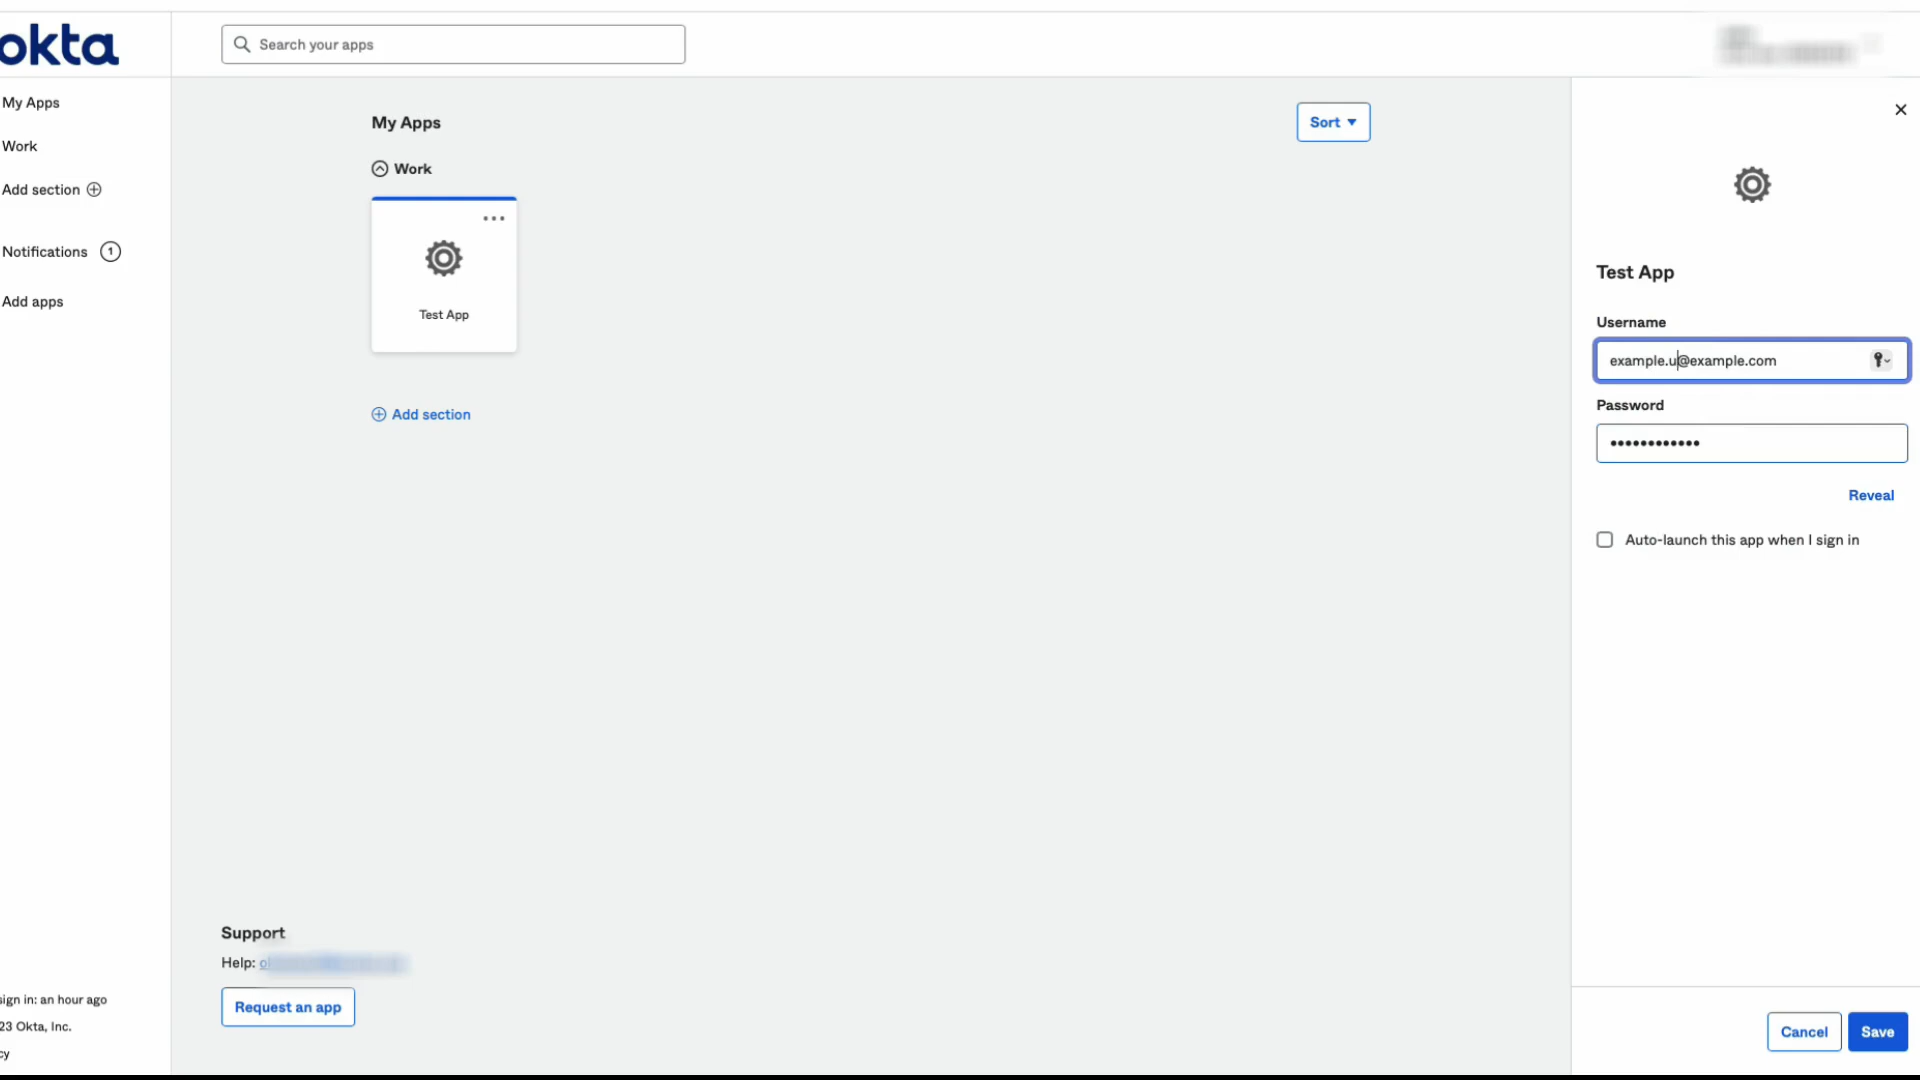 okta
Search your apps
My Apps
Work
Add section
Notifications 1
Add apps
My Apps
Sort
Work
Test App
Add section
Test App
Username
example.u@example.com
Password
••••••••••••
Reveal
Auto-launch this app when I sign in
Support
Help:
Request an app
sign in: an hour ago
23 Okta, Inc.
cy
Cancel
Save